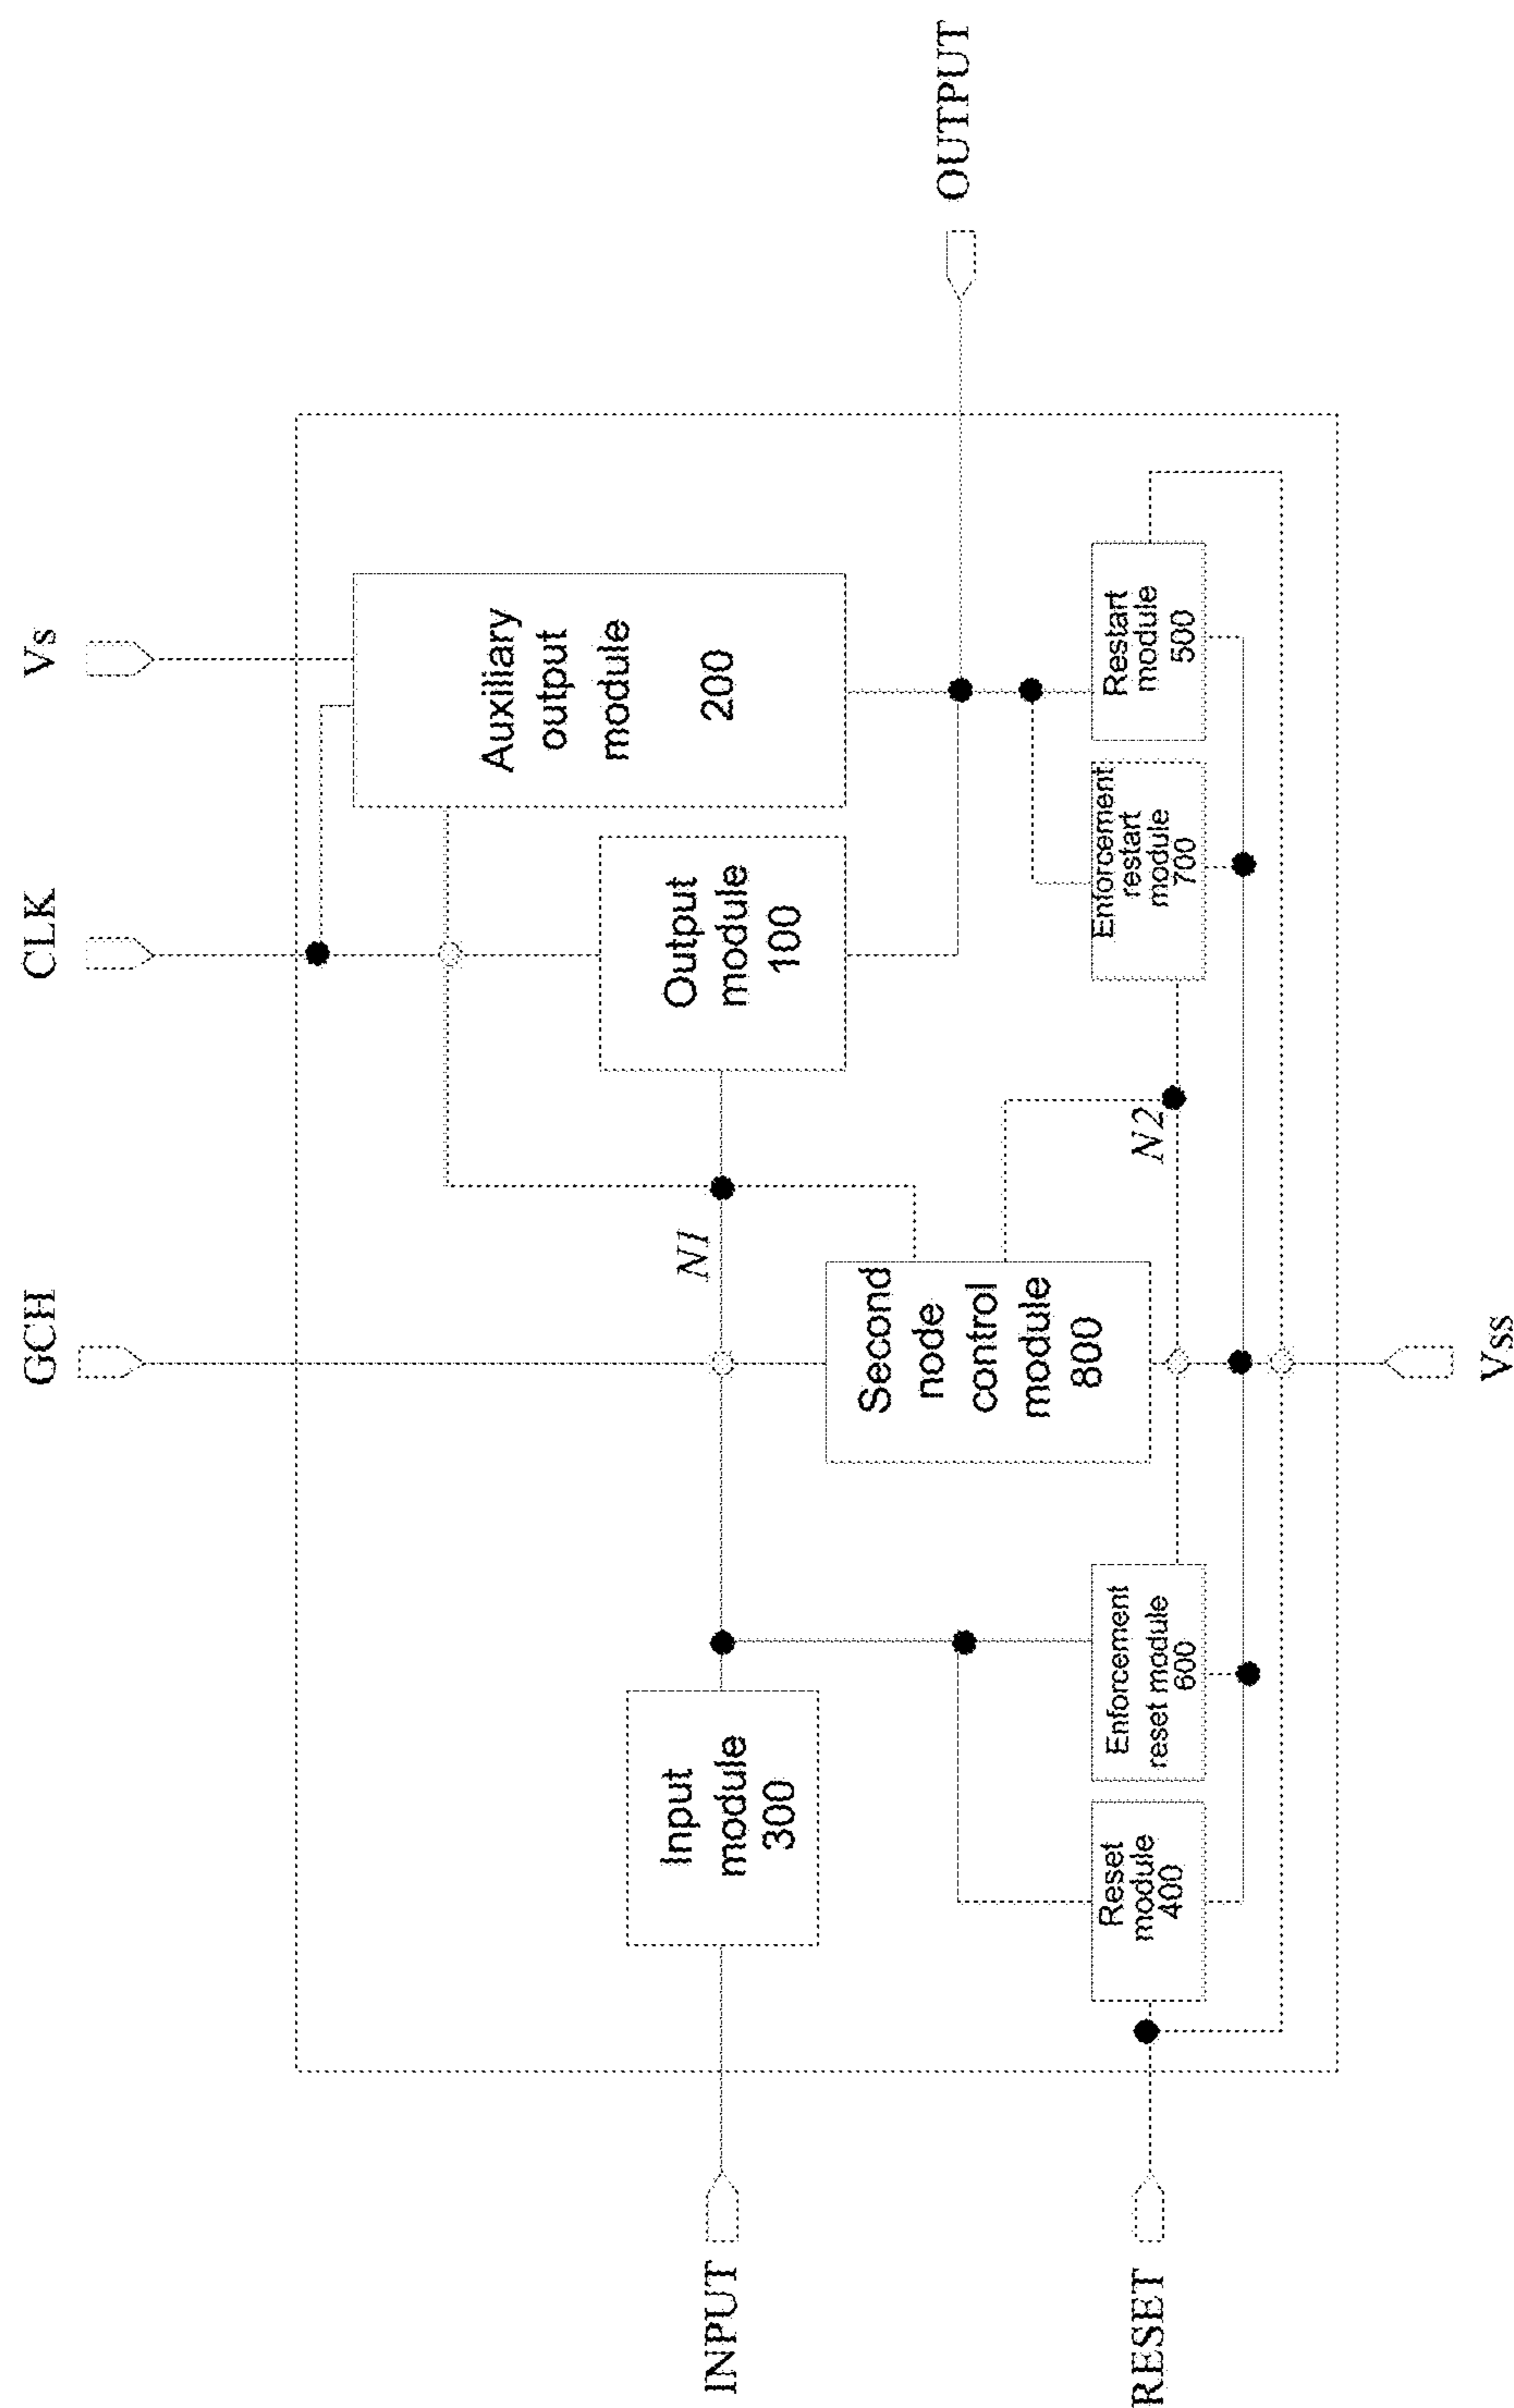 GCH
CLK
Vs
Auxiliary
output
module
200
Output
module
100
Input
module
300
N1
Second
node
control
module
800
N2
OUTPUT
INPUT
RESET
Reset
module
400
Enforcement
reset module
600
Enforcement
restart
module
700
Restart
module
500
Vss